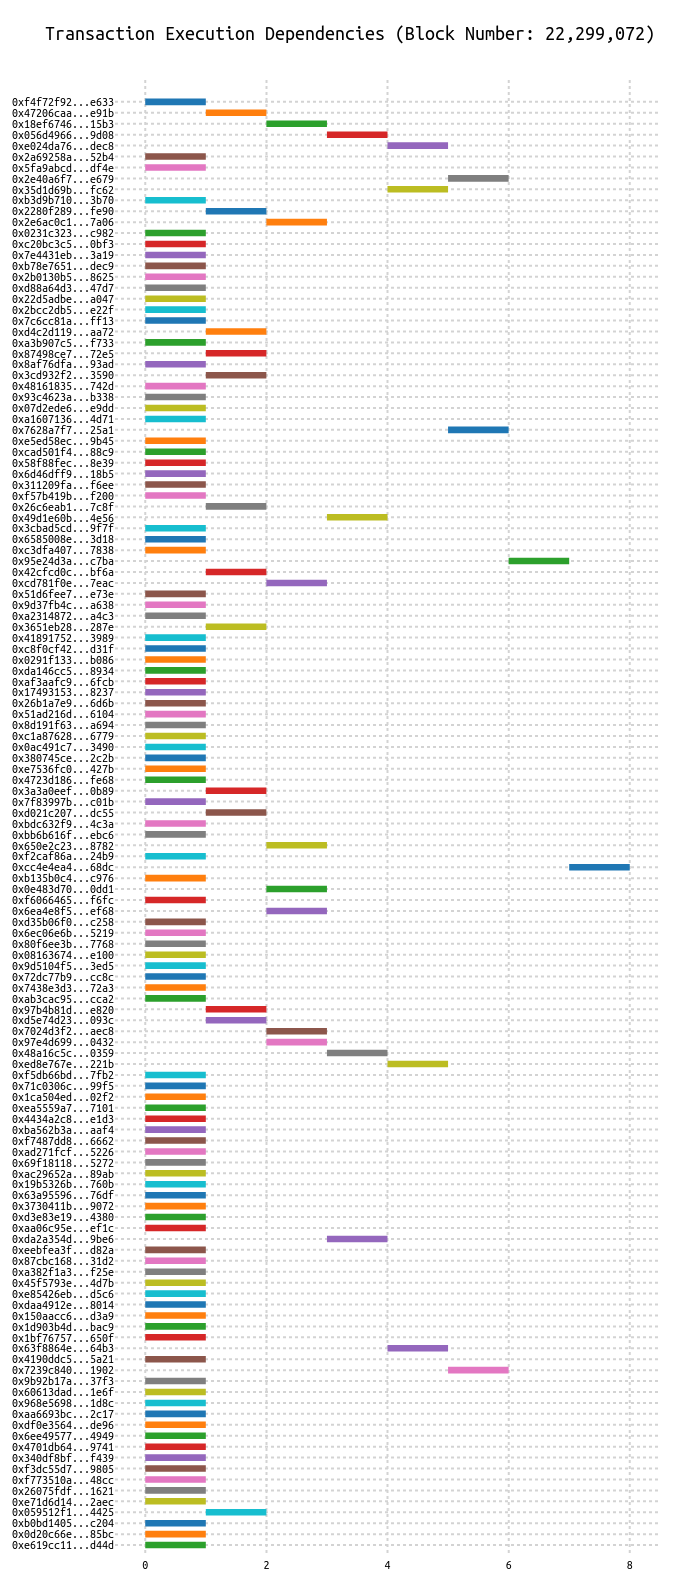 Transaction Execution Dependencies (Block Number: 22,299,072)
0xf4f72f92...e633
0x47206caa...e91b
0x18ef6746...15b3
0x056d4966...9d08
0xe024da76...dec8
0x2a69258a...52b4
0x5fa9abcd...df4e
0x2e40a6f7...e679
0x35d1d69b...fc62
0xb3d9b710...3b70
0x2280f289...fe90
0x2e6ac0c1...7a06
0x0231c323...c982
0xc20bc3c5...0bf3
0x7e4431eb...3a19
0xb78e7651...dec9
0x2b0130b5...8625
0xd88a64d3...47d7
0x22d5adbe...a047
0x2bcc2db5...e22f
0x7c6cc81a...ff13
0xd4c2d119...aa72
0xa3b907c5...f733
0x87498ce7...72e5
0x8af76dfa...93ad
0x3cd932f2...3590
0x48161835...742d
0x93c4623a...b338
0x07d2ede6...e9dd
0xa1607136...4d71
0x7628a7f7...25a1
0xe5ed58ec...9b45
0xcad501f4...88c9
0x58f88fec...8e39
0x6d46dff9...18b5
0x311209fa...f6ee
0xf57b419b...f200
0x26c6eab1...7c8f
0x49d1e60b...4e56
0x3cbad5cd...9f7f
0x6585008e...3d18
0xc3dfa407...7838
0x95e24d3a...c7ba
0x42cfcd0c...bf6a
0xcd781f0e...7eac
0x51d6fee7...e73e
0x9d37fb4c...a638
0xa2314872...a4c3
0x3651eb28...287e
0x41891752...3989
0xc8f0cf42...d31f
0x0291f133...b086
0xda146cc5...8934
0xaf3aafc9...6fcb
0x17493153...8237
0x26b1a7e9...6d6b
0x51ad216d...6104
0x8d191f63...a694
0xc1a87628...6779
0x0ac491c7...3490
0x380745ce...2c2b
0xe7536fc0...427b
0x4723d186...fe68
0x3a3a0eef...0b89
0x7f83997b...c01b
0xd021c207...dc55
0xbdc632f9...4c3a
0xbb6b616f...ebc6
0x650e2c23...8782
0xf2caf86a...24b9
0xcc4e4ea4...68dc
0xb135b0c4...c976
0x0e483d70...0dd1
0xf6066465...f6fc
0x6ea4e8f5...ef68
0xd35b06f0...c258
0x6ec06e6b...5219
0x80f6ee3b...7768
0x08163674...e100
0x9d5104f5...3ed5
0x72dc77b9...cc8c
0x7438e3d3...72a3
0xab3cac95...cca2
0x97b4b81d...e820
0xd5e74d23...093c
0x7024d3f2...aec8
0x97e4d699...0432
0x48a16c5c...0359
0xed8e767e...221b
0xf5db66bd...7fb2
0x71c0306c...99f5
0x1ca504ed...02f2
0xea5559a7...7101
0x4434a2c8...e1d3
0xba562b3a...aaf4
0xf7487dd8...6662
0xad271fcf...5226
0x69f18118...5272
0xac29652a...89ab
0x19b5326b...760b
0x63a95596...76df
0x3730411b...9072
0xd3e83e19...4380
0xaa06c95e...ef1c
0xda2a354d...9be6
0xeebfea3f...d82a
0x87cbc168...31d2
0xa382f1a3...f25e
0x45f5793e...4d7b
0xe85426eb...d5c6
0xdaa4912e...8014
0x150aacc6...d3a9
0x1d903b4d...bac9
0x1bf76757...650f
0x63f8864e...64b3
0x4190ddc5...5a21
0x7239c840...1902
0x9b92b17a...37f3
0x60613dad...1e6f
0x968e5698...1d8c
0xaa6693bc...2c17
0xdf0e3564...de96
0x6ee49577...4949
0x4701db64...9741
0x340df8bf...f439
0xf3dc55d7...9805
0xf773510a...48cc
0x26075fdf...1621
0xe71d6d14...2aec
0x059512f1...4425
0xb0bd1405...c204
0x0d20c66e...85bc
0xe619cc11...d44d
0 2 4 6 8